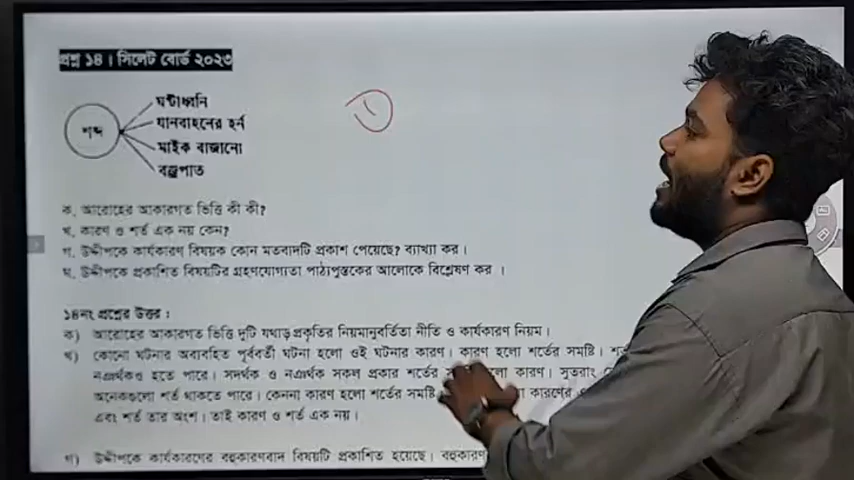 প্রশ্ন ১৪। সিলেট বোর্ড ২০২৩
শব্দ
ঘণ্টাধ্বনি
যানবাহনের হর্ন
মাইক বাজানো
বজ্রপাত
ক. আরোহের আকারগত ভিত্তি কী কী?
খ. কারণ ও শর্ত এক নয় কেন?
গ. উদ্দীপকে কার্যকারণ বিষয়ক কোন মতবাদটি প্রকাশ পেয়েছে? ব্যাখ্যা কর।
ঘ. উদ্দীপকে প্রকাশিত বিষয়টির গ্রহণযোগ্যতা পাঠ্যপুস্তকের আলোকে বিশ্লেষণ কর ।
১৪নং প্রশ্নের উত্তর :
ক) আরোহের আকারগত ভিত্তি দুটি যথাড় প্রকৃতির নিয়মানুবর্তিতা নীতি ও কার্যকারণ নিয়ম।
খ) কোনো ঘটনার অব্যবহিত পূর্ববর্তী ঘটনা হলো ওই ঘটনার কারণ। কারণ হলো শর্তের সমষ্টি।
নঞর্থকও হতে পারে। সদর্থক ও নঞর্থক সকল প্রকার শর্তের হলো কারণ। সুতরাং
অনেকগুলো শর্ত থাকতে পারে। কেননা কারণ হলো শর্তের সমষ্টি কারণের
এবং শর্ত তার অংশ। তাই কারণ ও শর্ত এক নয়।
গ) উদ্দীপকে কার্যকারণের বহুকারণবাদ বিষয়টি প্রকাশিত হয়েছে।